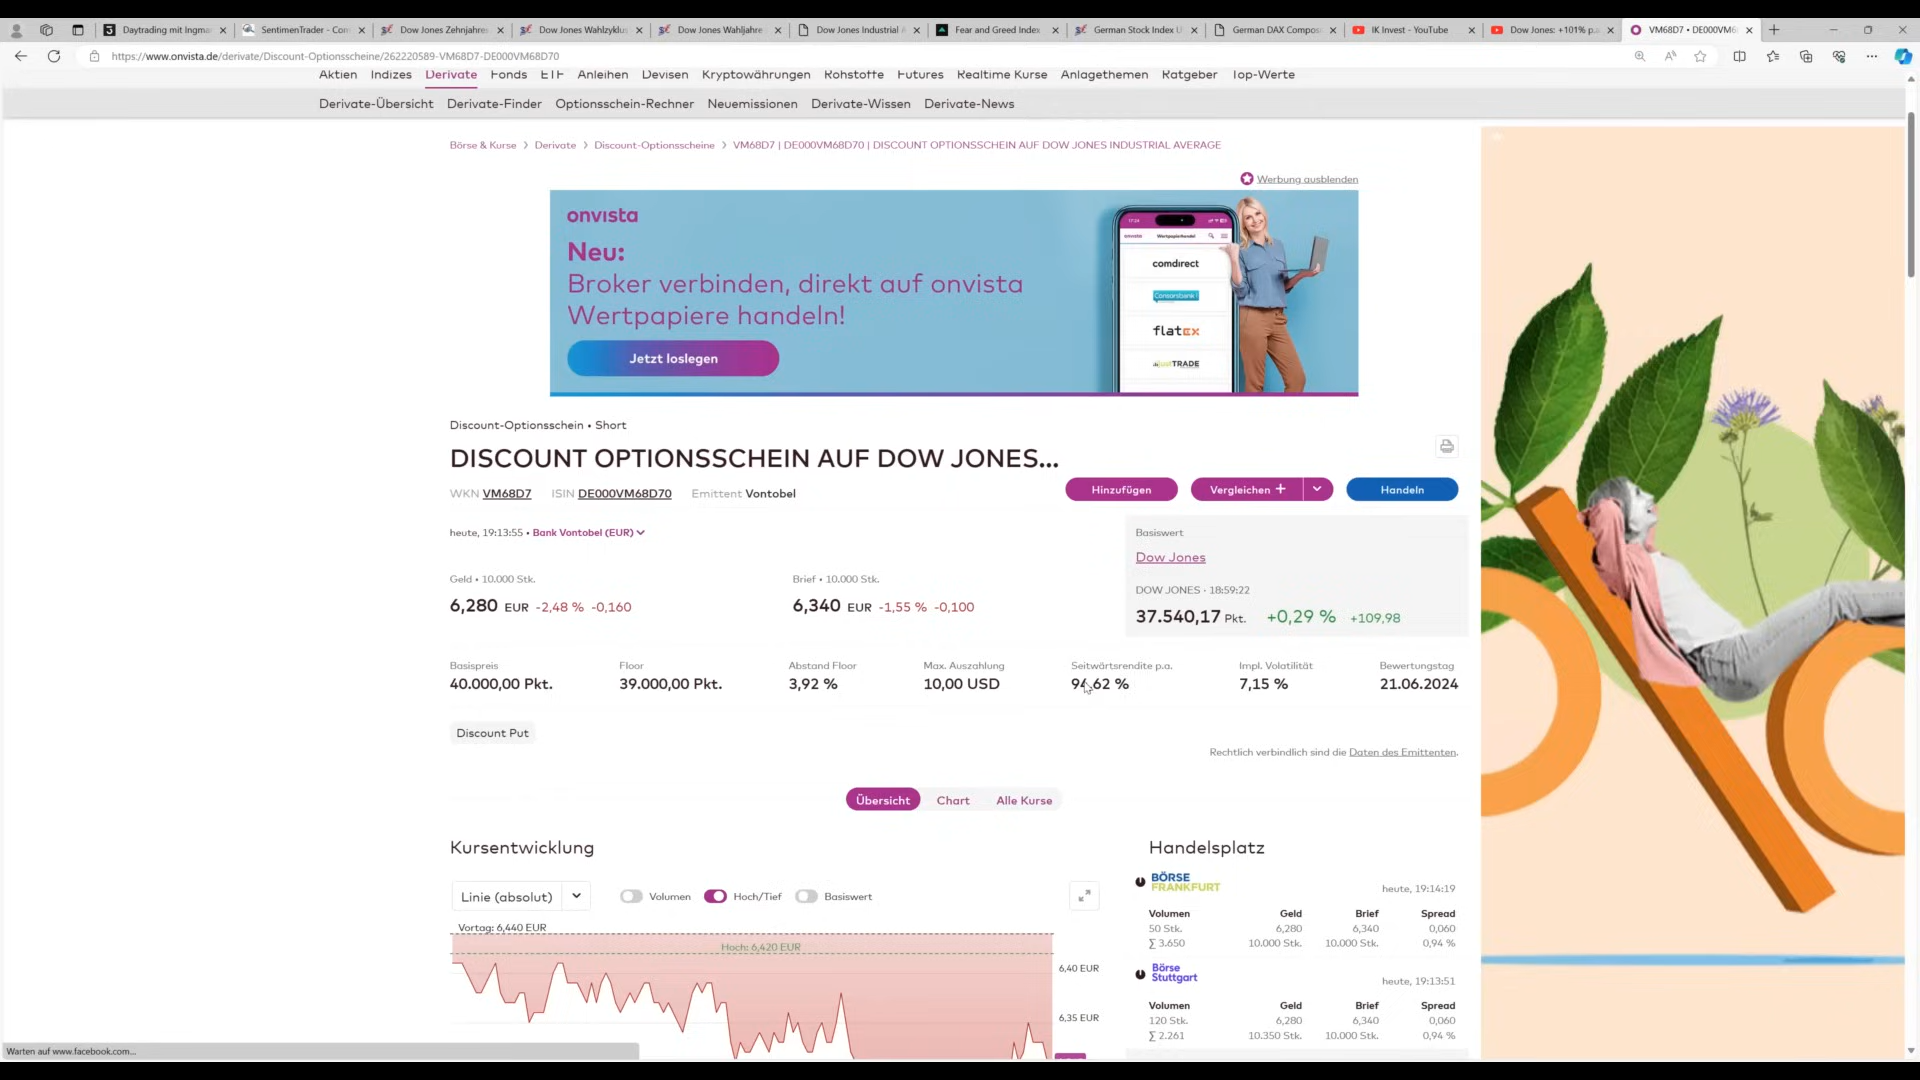 Daytrading mit Ingma
SentimenTrader - Con
Dow Jones Zehnjahres
Dow Jones Wahlzyklus
Dow Jones Wahljahre
Dow Jones Industrial A
Fear and Greed Index
German Stock Index U
German DAX Compos
IK Invest - YouTube
Dow Jones: +101% p.a
VM68D7 • DE000VM6
https://www.onvista.de/derivate/Discount-Optionsscheine/262220589-VM68D7-DE000VM68D70
Aktien Indizes Derivate Fonds ETF Anleihen Devisen Kryptowährungen Rohstoffe Futures Realtime Kurse Anlagethemen Ratgeber Top-Werte
Derivate-Übersicht Derivate-Finder Optionsschein-Rechner Neuemissionen Derivate-Wissen Derivate-News
Börse & Kurse > Derivate > Discount-Optionsscheine > VM68D7 | DE000VM68D70 | DISCOUNT OPTIONSSCHEIN AUF DOW JONES INDUSTRIAL AVERAGE
Werbung ausblenden
onvista
Neu:
Broker verbinden, direkt auf onvista
Wertpapiere handeln!
Jetzt loslegen
Wertpapierhandel
comdirect
Consorsbank!
flatex
justTRADE
Discount-Optionsschein • Short
DISCOUNT OPTIONSSCHEIN AUF DOW JONES...
WKN VM68D7 ISIN DE000VM68D70 Emittent Vontobel
Hinzufügen Vergleichen + Handeln
heute, 19:13:55 • Bank Vontobel (EUR)
Basiswert
Dow Jones
Geld • 10.000 Stk.
6,280 EUR -2,48 % -0,160
Brief • 10.000 Stk.
6,340 EUR -1,55 % -0,100
DOW JONES · 18:59:22
37.540,17 Pkt. +0,29 % +109,98
Basispreis Floor Abstand Floor Max. Auszahlung Seitwärtsrendite p.a. Impl. Volatilität Bewertungstag
40.000,00 Pkt. 39.000,00 Pkt. 3,92 % 10,00 USD 94,62 % 7,15 % 21.06.2024
Discount Put
Rechtlich verbindlich sind die Daten des Emittenten.
Übersicht Chart Alle Kurse
Kursentwicklung
Linie (absolut) Volumen Hoch/Tief Basiswert
Vortag: 6,440 EUR
Hoch: 6,420 EUR
6,40 EUR
6,35 EUR
Handelsplatz
BÖRSE
FRANKFURT
heute, 19:14:19
Volumen Geld Brief Spread
50 Stk. 6,280 6,340 0,060
∑ 3.650 10.000 Stk. 10.000 Stk. 0,94 %
Börse
Stuttgart
heute, 19:13:51
Volumen Geld Brief Spread
120 Stk. 6,280 6,340 0,060
∑ 2.261 10.350 Stk. 10.000 Stk. 0,94 %
Warten auf www.facebook.com...